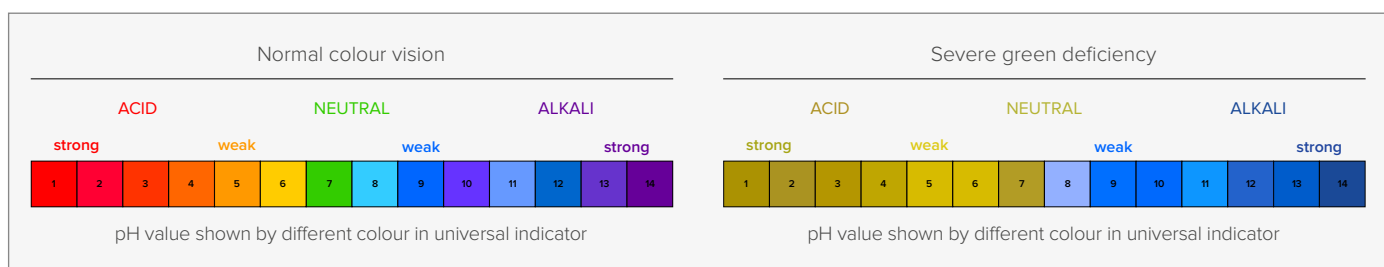 Normal colour vision
ACID NEUTRAL ALKALI
strong weak weak strong
1 2 3 4 5 6 7 8 9 10 11 12 13 14
pH value shown by different colour in universal indicator
Severe green deficiency
ACID NEUTRAL ALKALI
strong weak weak strong
1 2 3 4 5 6 7 8 9 10 11 12 13 14
pH value shown by different colour in universal indicator